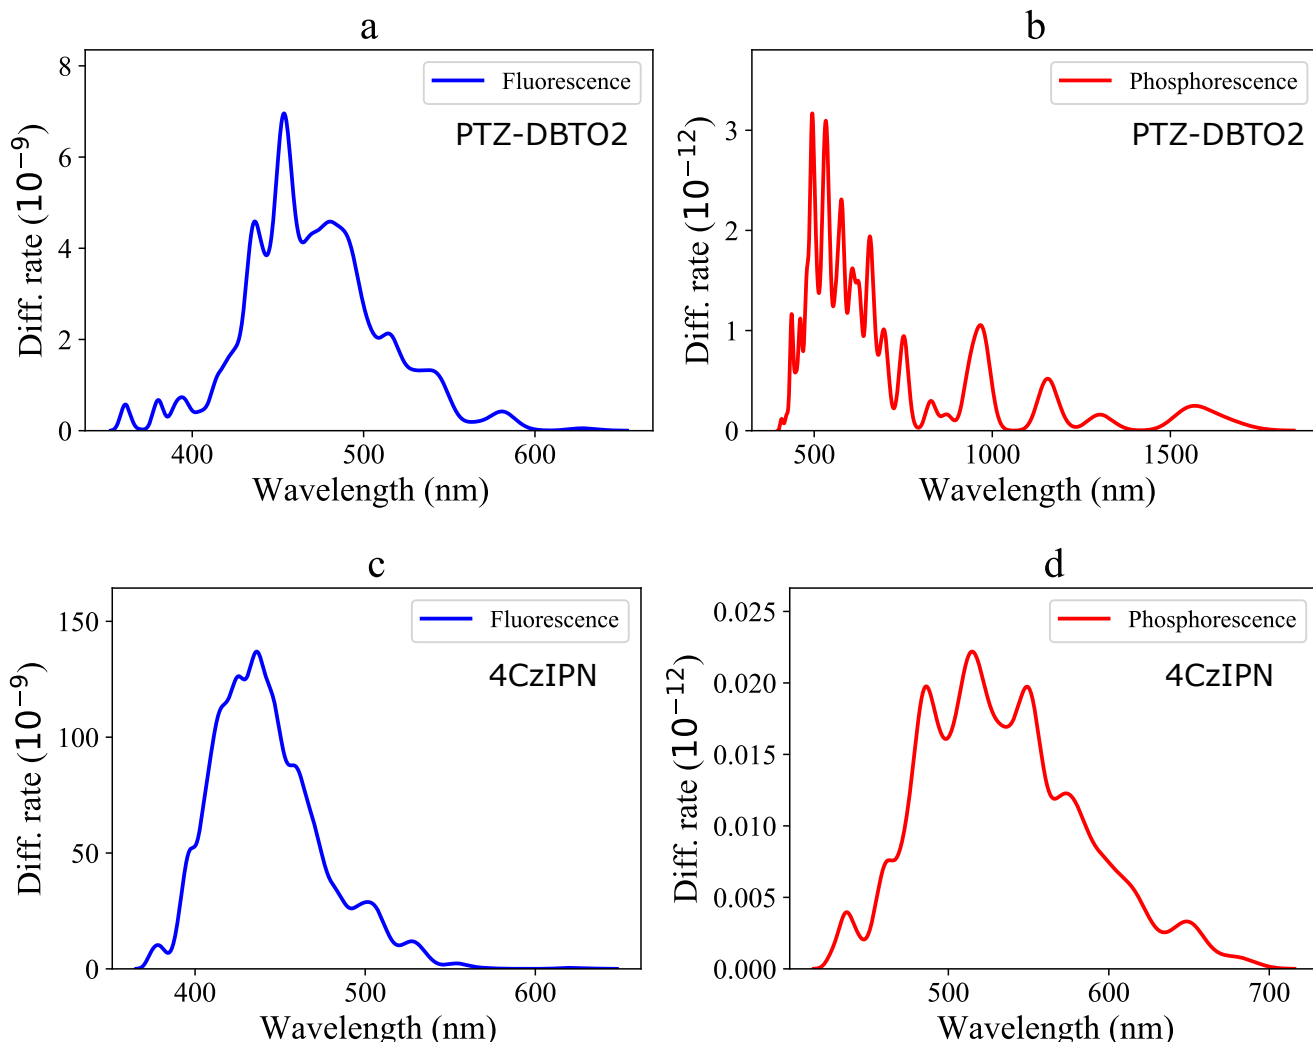 a
b
Fluorescence
PTZ-DBTO2
Phosphorescence
PTZ-DBTO2
Diff. rate (10⁻⁹)
8
6
4
2
0
400 500 600
Wavelength (nm)
Diff. rate (10⁻¹²)
3
2
1
0
500 1000 1500
Wavelength (nm)
c
d
Fluorescence
4CzIPN
Phosphorescence
4CzIPN
Diff. rate (10⁻⁹)
150
100
50
0
400 500 600
Wavelength (nm)
Diff. rate (10⁻¹²)
0.025
0.020
0.015
0.010
0.005
0.000
500 600 700
Wavelength (nm)